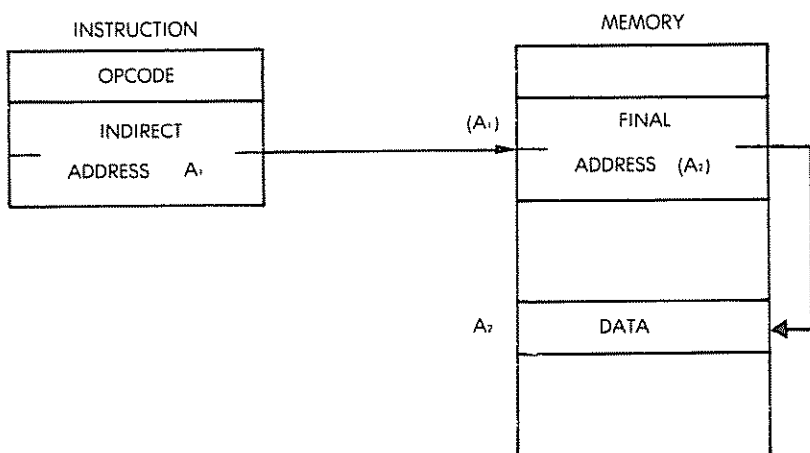 INSTRUCTION
OPCODE
INDIRECT
ADDRESS A₁
MEMORY
(A₁)
FINAL
ADDRESS (A₂)
A₂
DATA